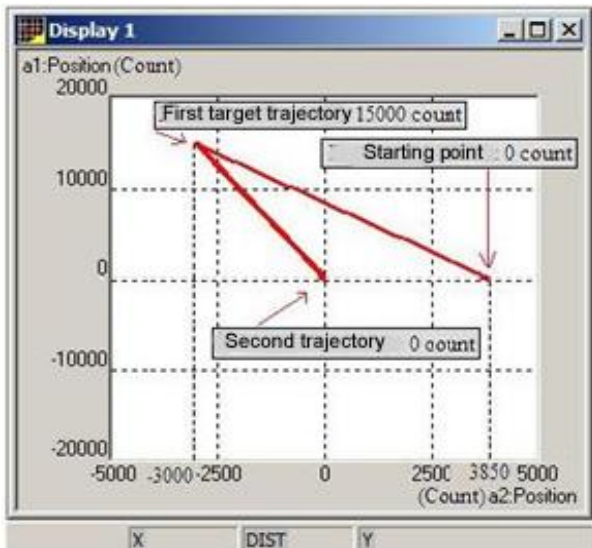 Display 1
a1:Position (Count)
20000
First target trajectory 15000 count
Starting point : 0 count
10000
0
Second trajectory 0 count
-10000
-20000
-5000 -3000 -2500 0 2500 3850 5000
(Count) a2:Position
X DIST Y